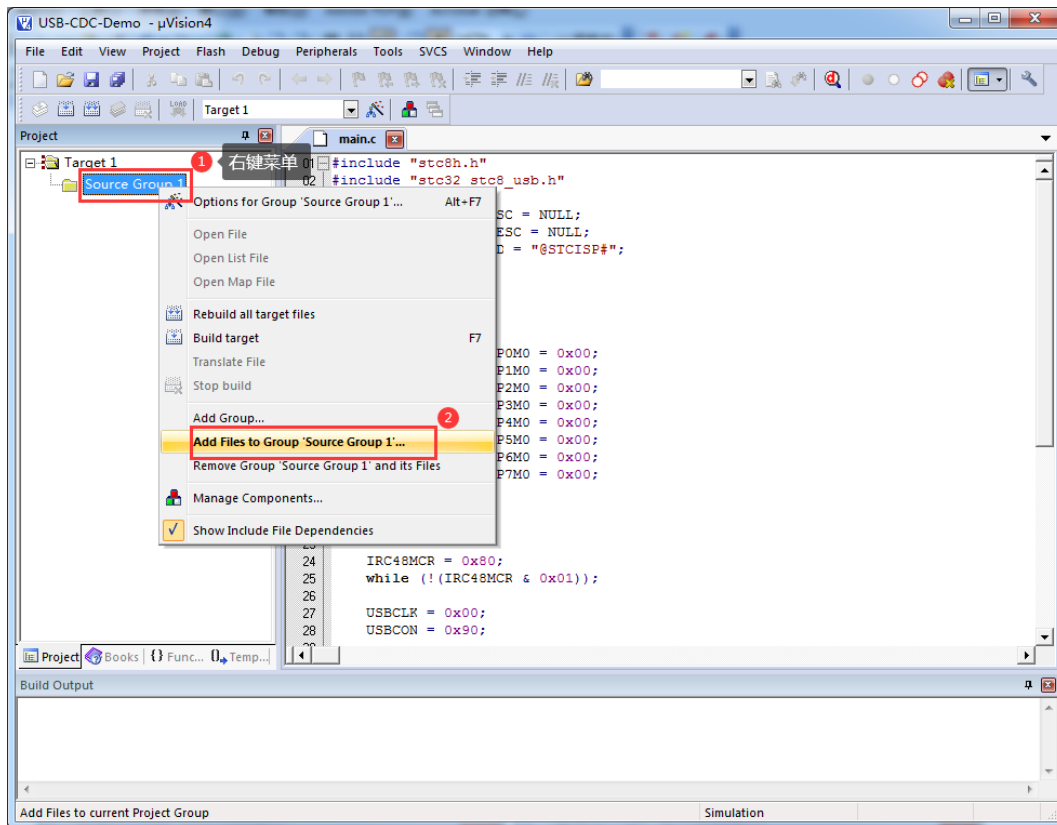 USB-CDC-Demo - µVision4
File Edit View Project Flash Debug Peripherals Tools SVCS Window Help
Target 1
Project
main.c
Target 1
1 右键菜单
01 #include "stc8h.h"
Source Group 1
02 #include "stc32_stc8_usb.h"
Options for Group 'Source Group 1'... Alt+F7
SC = NULL;
Open File
ESC = NULL;
Open List File
D = "@STCISP#";
Open Map File
Rebuild all target files
Build target F7
P0M0 = 0x00;
Translate File
P1M0 = 0x00;
Stop build
P2M0 = 0x00;
P3M0 = 0x00;
Add Group...
2
P4M0 = 0x00;
Add Files to Group 'Source Group 1'...
P5M0 = 0x00;
Remove Group 'Source Group 1' and its Files
P6M0 = 0x00;
P7M0 = 0x00;
Manage Components...
Show Include File Dependencies
23
24 IRC48MCR = 0x80;
25 while (!(IRC48MCR & 0x01));
26
27 USBCLK = 0x00;
28 USBCON = 0x90;
Project Books {} Func... Temp...
Build Output
Add Files to current Project Group
Simulation